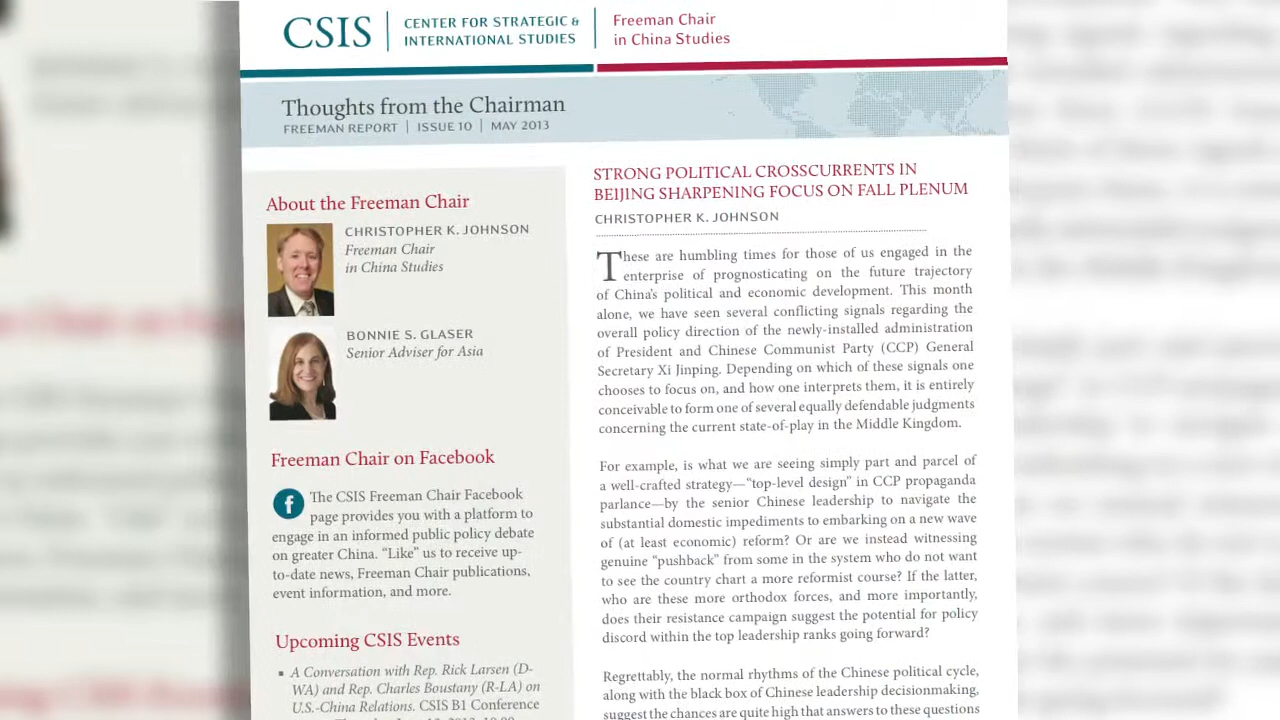 CSIS
CENTER FOR STRATEGIC &
INTERNATIONAL STUDIES
Freeman Chair
in China Studies
Thoughts from the Chairman
FREEMAN REPORT | ISSUE 10 | MAY 2013
About the Freeman Chair
CHRISTOPHER K. JOHNSON
Freeman Chair
in China Studies
BONNIE S. GLASER
Senior Adviser for Asia
Freeman Chair on Facebook
The CSIS Freeman Chair Facebook
page provides you with a platform to
engage in an informed public policy debate
on greater China. “Like” us to receive up-
to-date news, Freeman Chair publications,
event information, and more.
Upcoming CSIS Events
▪ A Conversation with Rep. Rick Larsen (D-
WA) and Rep. Charles Boustany (R-LA) on
U.S.-China Relations. CSIS B1 Conference
STRONG POLITICAL CROSSCURRENTS IN
BEIJING SHARPENING FOCUS ON FALL PLENUM
CHRISTOPHER K. JOHNSON
These are humbling times for those of us engaged in the
enterprise of prognosticating on the future trajectory
of China's political and economic development. This month
alone, we have seen several conflicting signals regarding the
overall policy direction of the newly-installed administration
of President and Chinese Communist Party (CCP) General
Secretary Xi Jinping. Depending on which of these signals one
chooses to focus on, and how one interprets them, it is entirely
conceivable to form one of several equally defendable judgments
concerning the current state-of-play in the Middle Kingdom.
For example, is what we are seeing simply part and parcel of
a well-crafted strategy—“top-level design” in CCP propaganda
parlance—by the senior Chinese leadership to navigate the
substantial domestic impediments to embarking on a new wave
of (at least economic) reform? Or are we instead witnessing
genuine “pushback” from some in the system who do not want
to see the country chart a more reformist course? If the latter,
who are these more orthodox forces, and more importantly,
does their resistance campaign suggest the potential for policy
discord within the top leadership ranks going forward?
Regrettably, the normal rhythms of the Chinese political cycle,
along with the black box of Chinese leadership decisionmaking,
suggest the chances are quite high that answers to these questions